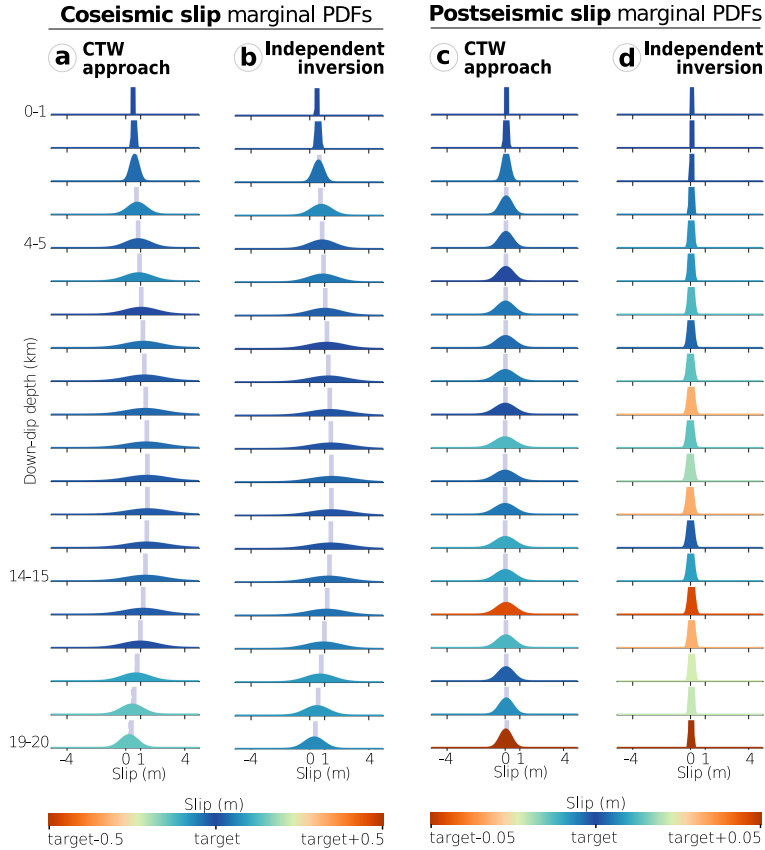 Coseismic slip marginal PDFs
Postseismic slip marginal PDFs
a CTW approach
b Independent inversion
c CTW approach
d Independent inversion
0-1
4-5
Down-dip depth (km)
14-15
19-20
-4 0 1 4
-4 0 1 4
-4 0 1 4
-4 0 1 4
Slip (m)
Slip (m)
Slip (m)
Slip (m)
Slip (m)
target-0.5 target target+0.5
Slip (m)
target-0.05 target target+0.05